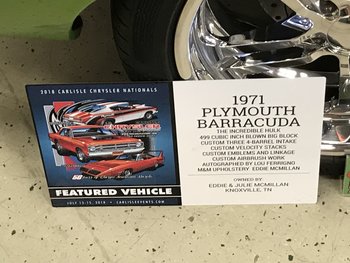 2018 CARLISLE CHRYSLER NATIONALS
CHRYSLER
50
FEATURED VEHICLE
JULY 13-15, 2018 • CARLISLEEVENTS.COM
1971
PLYMOUTH
BARRACUDA
THE INCREDIBLE HULK
499 CUBIC INCH BLOWN BIG BLOCK
CUSTOM THREE 4-BARREL INTAKE
CUSTOM VELOCITY STACKS
CUSTOM EMBLEMS AND LINKAGE
CUSTOM AIRBRUSH WORK
AUTOGRAPHED BY LOU FERRIGNO
M&M UPHOLSTERY EDDIE MCMILLAN
OWNED BY
EDDIE & JULIE MCMILLAN
KNOXVILLE, TN